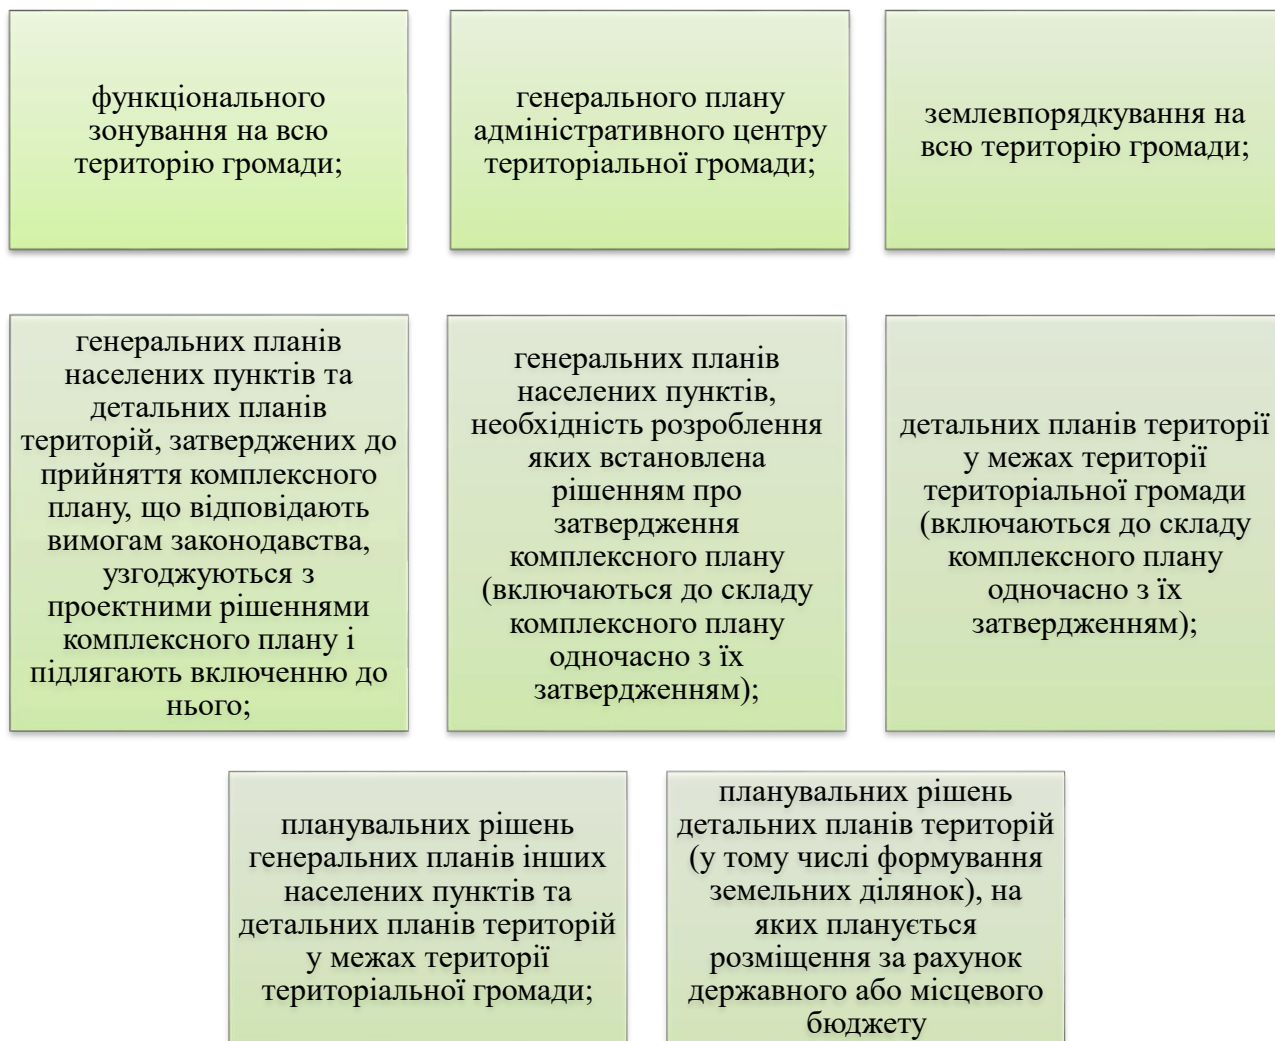 функціонального
зонування на всю
територію громади;
генерального плану
адміністративного центру
територіальної громади;
землевпорядкування на
всю територію громади;
генеральних планів
населених пунктів та
детальних планів
територій, затверджених до
прийняття комплексного
плану, що відповідають
вимогам законодавства,
узгоджуються з
проектними рішеннями
комплексного плану і
підлягають включенню до
нього;
генеральних планів
населених пунктів,
необхідність розроблення
яких встановлена
рішенням про
затвердження
комплексного плану
(включаються до складу
комплексного плану
одночасно з їх
затвердженням);
детальних планів території
у межах території
територіальної громади
(включаються до складу
комплексного плану
одночасно з їх
затвердженням);
планувальних рішень
генеральних планів інших
населених пунктів та
детальних планів територій
у межах території
територіальної громади;
планувальних рішень
детальних планів територій
(у тому числі формування
земельних ділянок), на
яких планується
розміщення за рахунок
державного або місцевого
бюджету